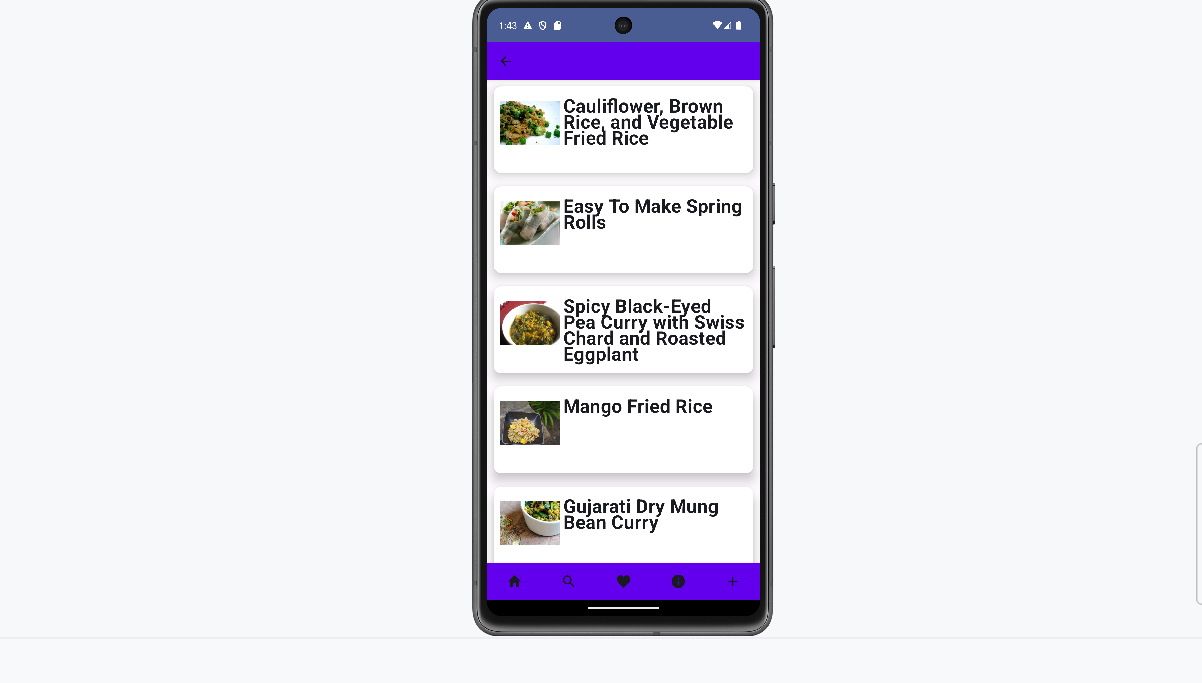 1:43
Cauliflower, Brown
Rice, and Vegetable
Fried Rice
Easy To Make Spring
Rolls
Spicy Black-Eyed
Pea Curry with Swiss
Chard and Roasted
Eggplant
Mango Fried Rice
Gujarati Dry Mung
Bean Curry